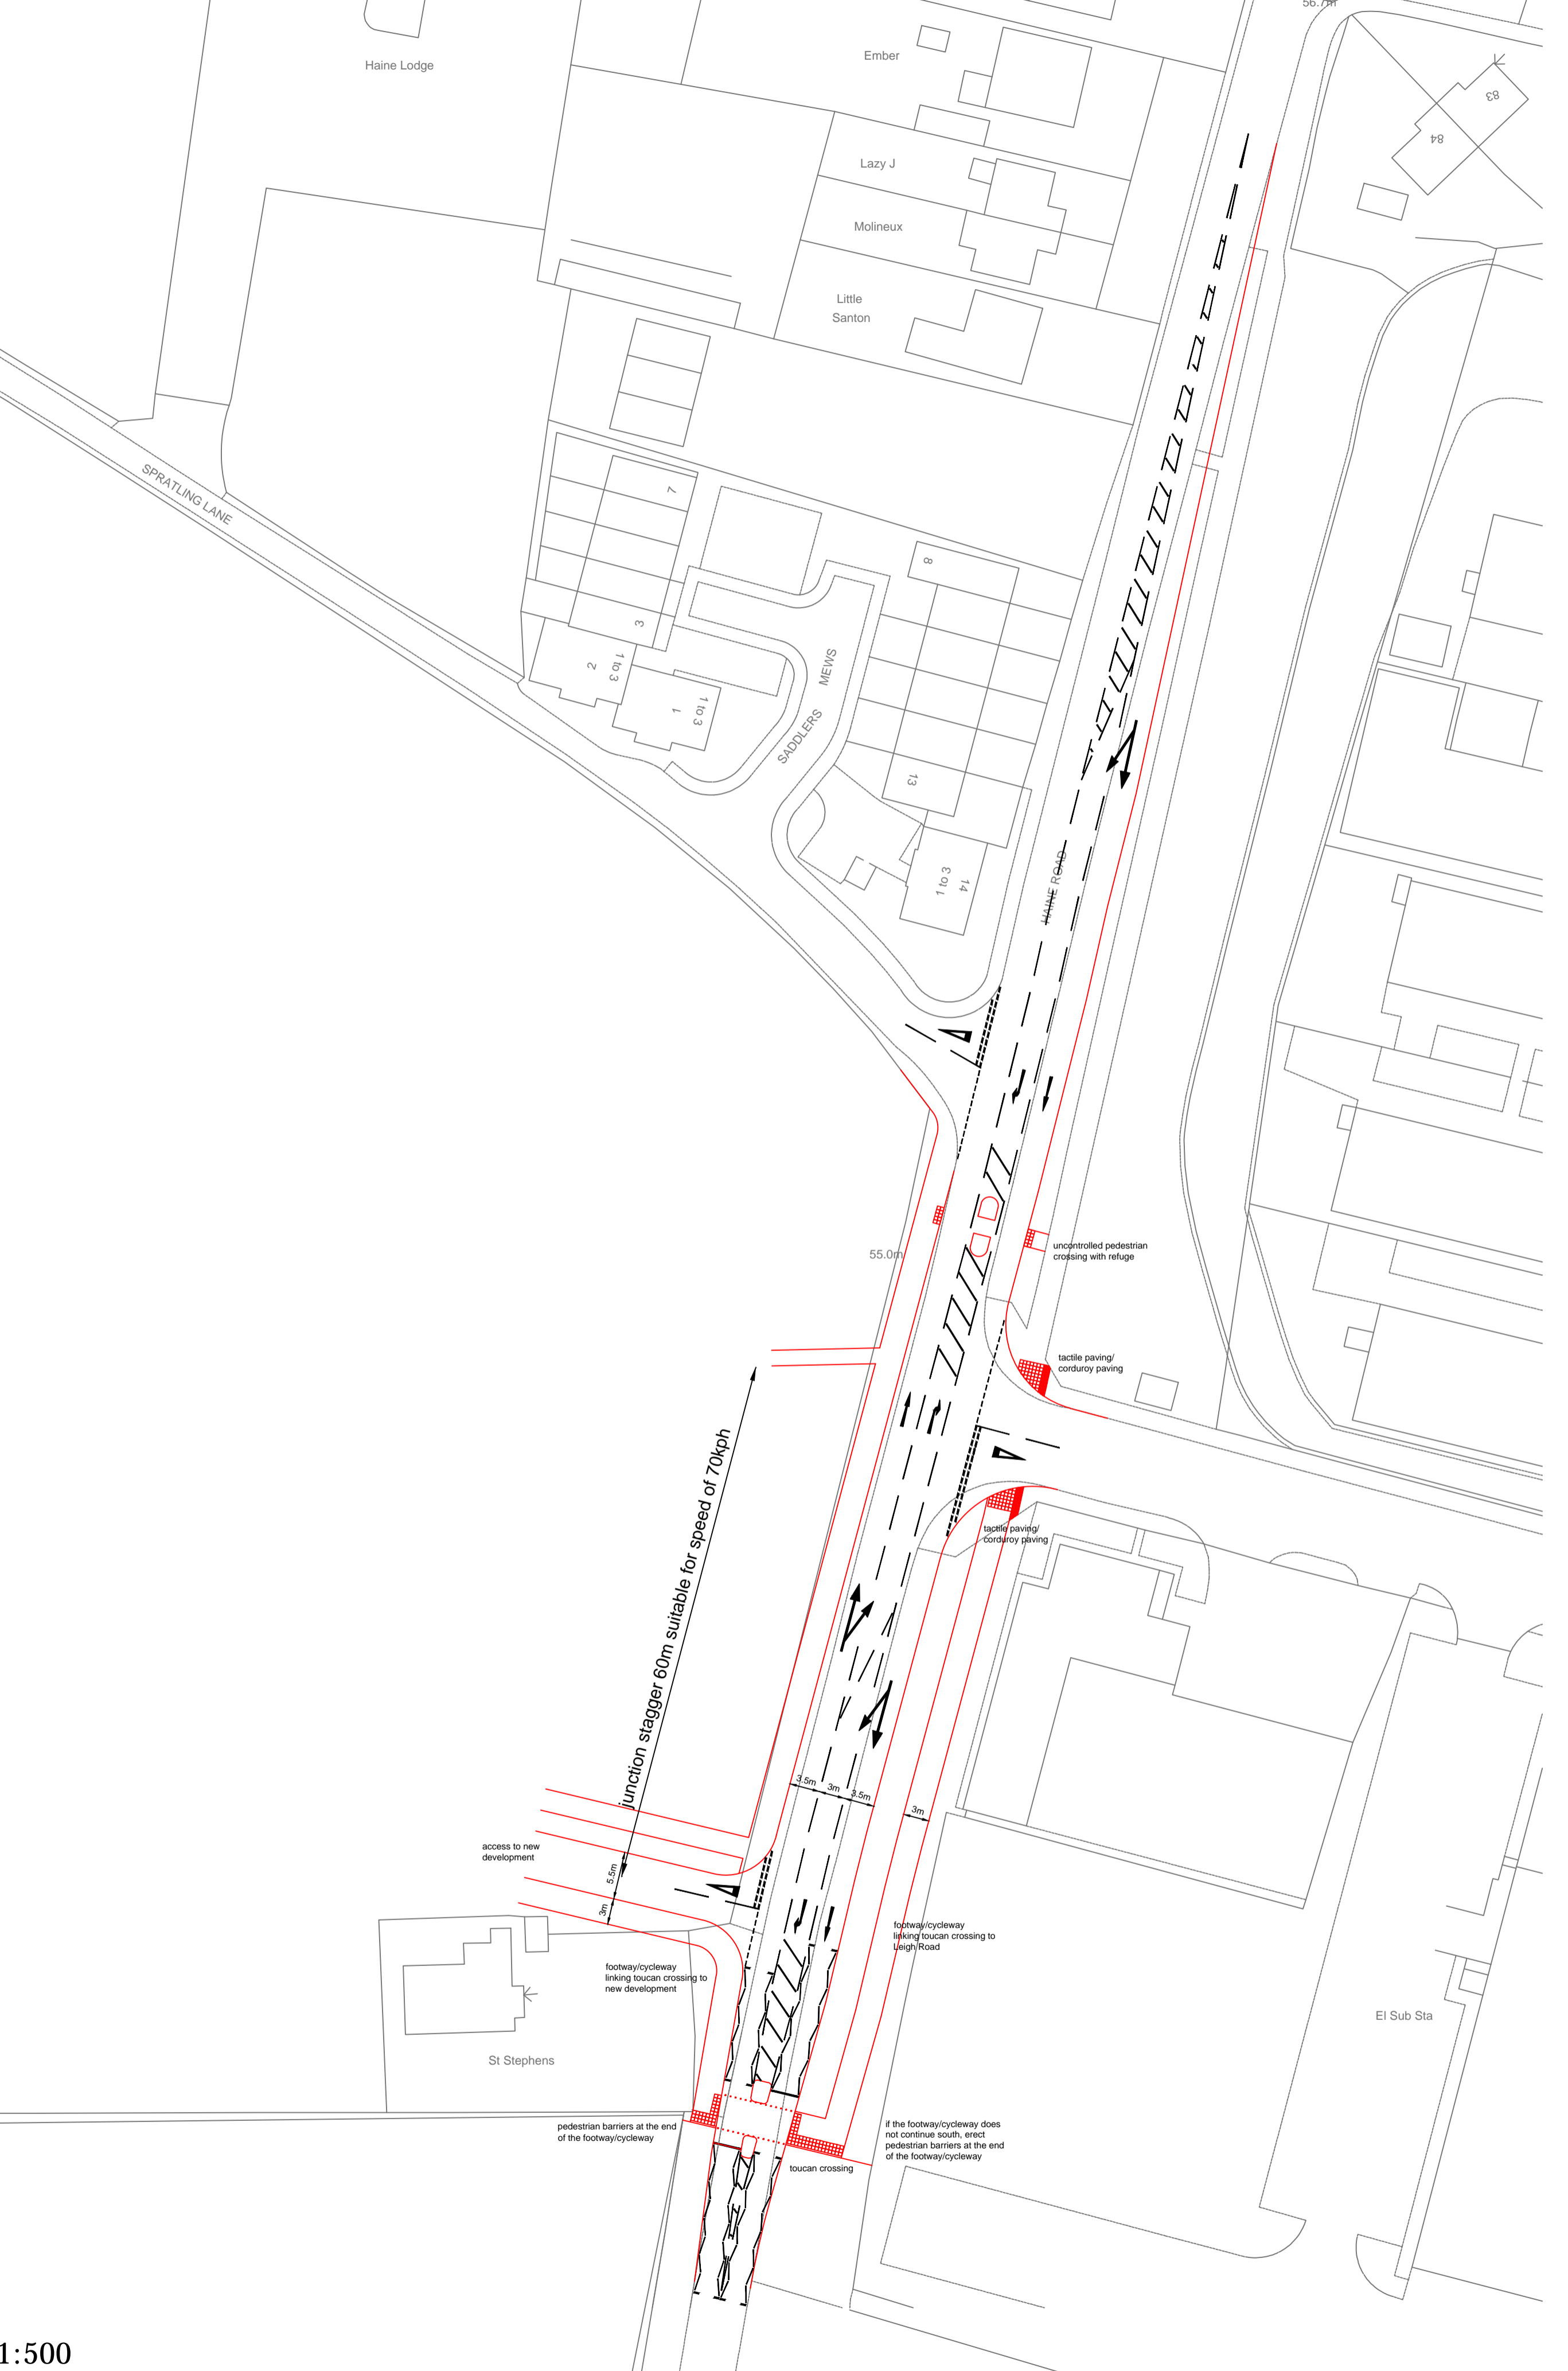 56.7m
Haine Lodge
Ember
83
84
Lazy J
Molineux
Little
Santon
SPRATLING LANE
7
8
3
2
1 to 3
1
1 to 3
MEWS
SADDLERS
13
1 to 3
14
HAINE ROAD
55.0m
uncontrolled pedestrian
crossing with refuge
tactile paving/
corduroy paving
tactile paving/
corduroy paving
junction stagger 60m suitable for speed of 70kph
3.5m
3m
3.5m
3m
access to new
development
5.5m
3m
footway/cycleway
linking toucan crossing to
Leigh Road
footway/cycleway
linking toucan crossing to
new development
El Sub Sta
St Stephens
pedestrian barriers at the end
of the footway/cycleway
if the footway/cycleway does
not continue south, erect
pedestrian barriers at the end
of the footway/cycleway
toucan crossing
1:500